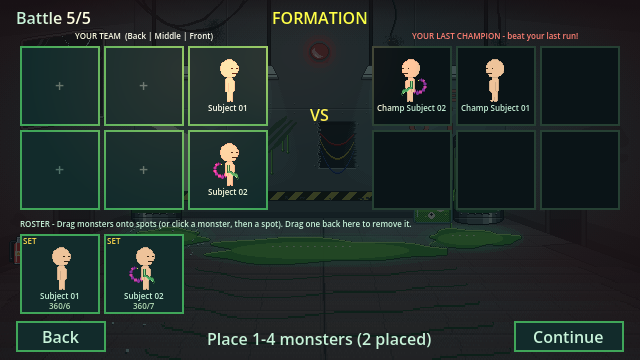 Battle 5/5
FORMATION
YOUR TEAM (Back | Middle | Front)
YOUR LAST CHAMPION - beat your last run!
+
+
Subject 01
Champ Subject 02
Champ Subject 01
VS
+
+
Subject 02
ROSTER - Drag monsters onto spots (or click a monster, then a spot). Drag one back here to remove it.
SET
SET
Subject 01
360/6
Subject 02
360/7
Back
Place 1-4 monsters (2 placed)
Continue